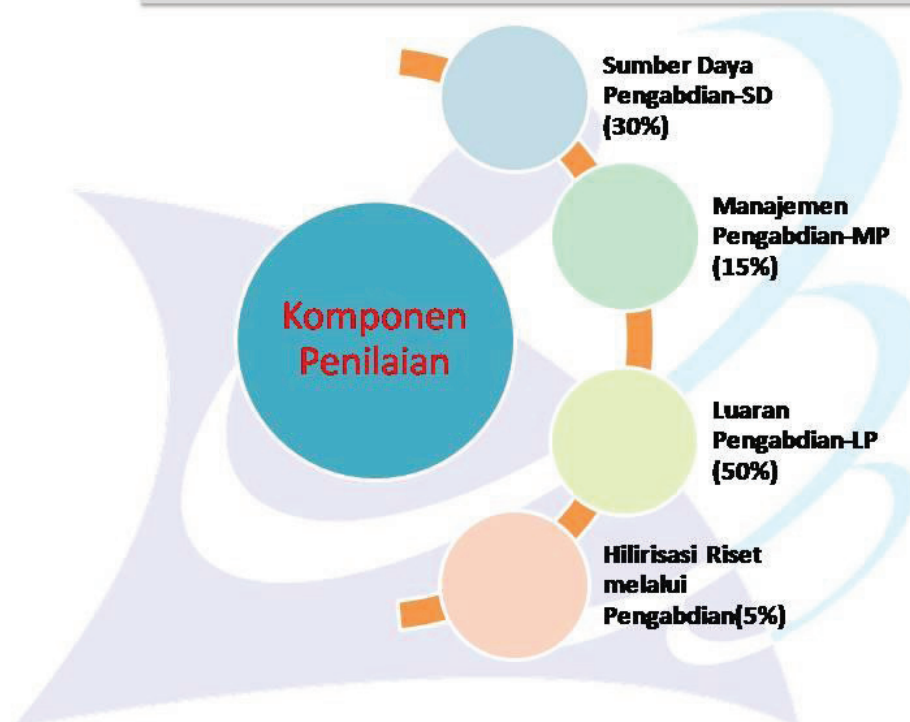 Sumber Daya
Pengabdian-SD
(30%)
Manajemen
Pengabdian-MP
(15%)
Komponen
Penilaian
Luaran
Pengabdian-LP
(50%)
Hilirisasi Riset
melalui
Pengabdian(5%)